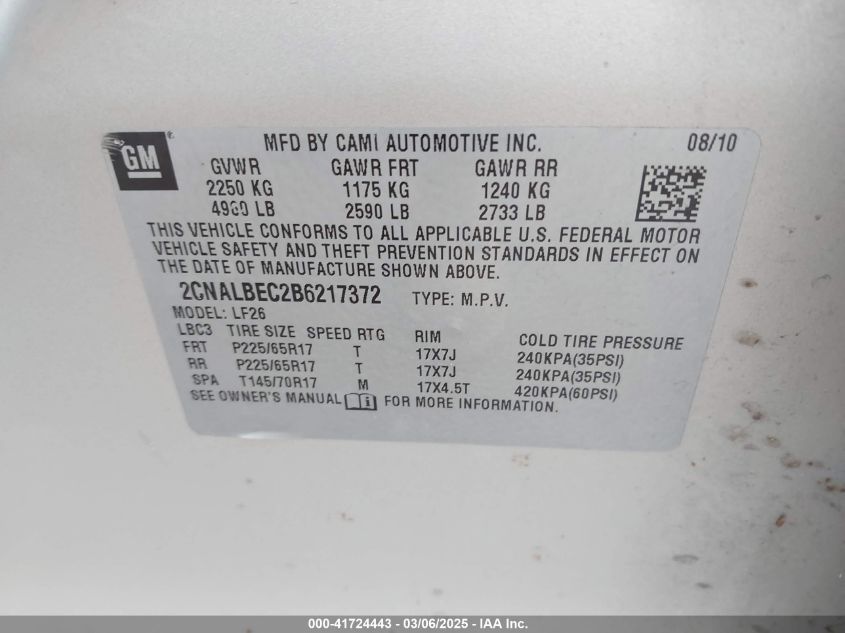 GM
MFD BY CAMI AUTOMOTIVE INC. 08/10
GVWR GAWR FRT GAWR RR
2250 KG 1175 KG 1240 KG
4960 LB 2590 LB 2733 LB
THIS VEHICLE CONFORMS TO ALL APPLICABLE U.S. FEDERAL MOTOR
VEHICLE SAFETY AND THEFT PREVENTION STANDARDS IN EFFECT ON
THE DATE OF MANUFACTURE SHOWN ABOVE.
2CNALBEC2B6217372 TYPE: M.P.V.
MODEL: LF26
LBC3 TIRE SIZE SPEED RTG RIM COLD TIRE PRESSURE
FRT P225/65R17 T 17X7J 240KPA(35PSI)
RR P225/65R17 T 17X7J 240KPA(35PSI)
SPA T145/70R17 M 17X4.5T 420KPA(60PSI)
SEE OWNER'S MANUAL FOR MORE INFORMATION.
000-41724443 — 03/06/2025 — IAA Inc.